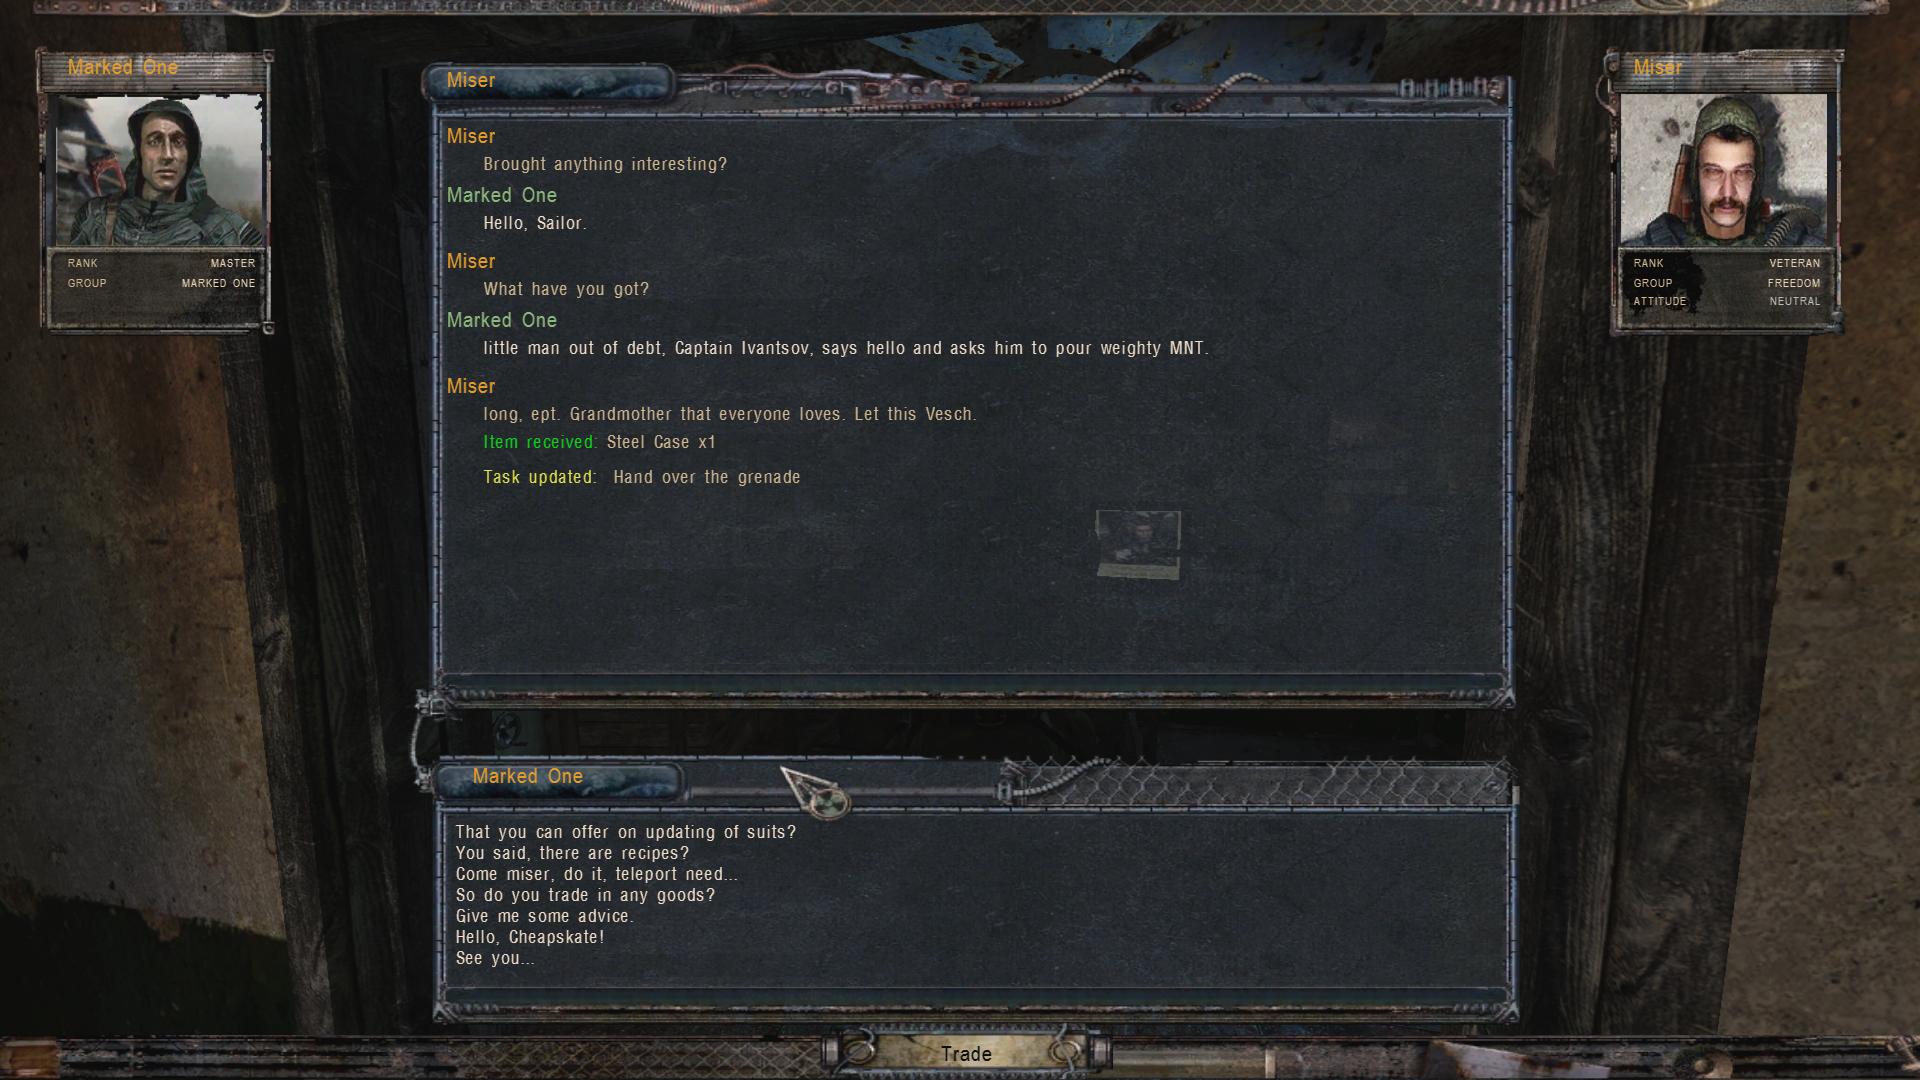 Marked One
RANK MASTER
GROUP MARKED ONE
Miser
Miser
Brought anything interesting?
Marked One
Hello, Sailor.
Miser
What have you got?
Marked One
little man out of debt, Captain Ivantsov, says hello and asks him to pour weighty MNT.
Miser
long, ept. Grandmother that everyone loves. Let this Vesch.
Item received: Steel Case x1
Task updated: Hand over the grenade
Miser
RANK VETERAN
GROUP FREEDOM
ATTITUDE NEUTRAL
Marked One
That you can offer on updating of suits?
You said, there are recipes?
Come miser, do it, teleport need...
So do you trade in any goods?
Give me some advice.
Hello, Cheapskate!
See you...
Trade